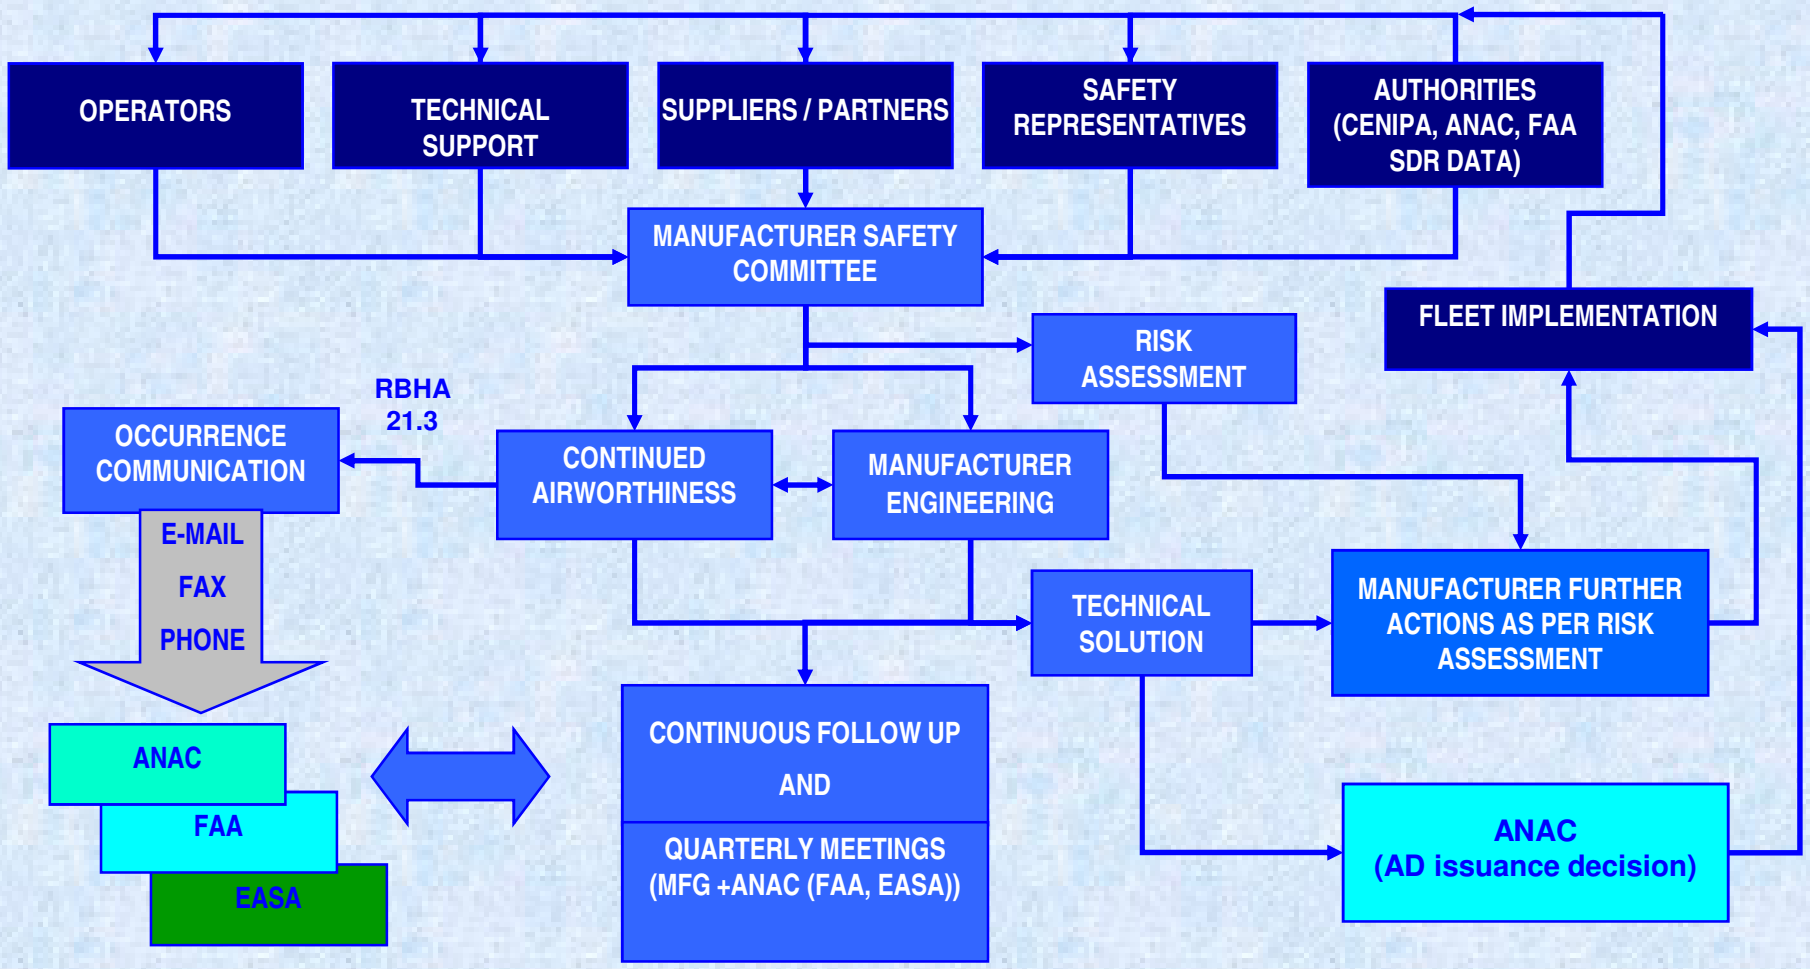 OPERATORS
TECHNICAL
SUPPORT
SUPPLIERS / PARTNERS
SAFETY
REPRESENTATIVES
AUTHORITIES
(CENIPA, ANAC, FAA
SDR DATA)
MANUFACTURER SAFETY
COMMITTEE
FLEET IMPLEMENTATION
RISK
ASSESSMENT
RBHA
21.3
OCCURRENCE
COMMUNICATION
CONTINUED
AIRWORTHINESS
MANUFACTURER
ENGINEERING
E-MAIL
FAX
PHONE
TECHNICAL
SOLUTION
MANUFACTURER FURTHER
ACTIONS AS PER RISK
ASSESSMENT
ANAC
FAA
EASA
CONTINUOUS FOLLOW UP
AND
QUARTERLY MEETINGS
(MFG +ANAC (FAA, EASA))
ANAC
(AD issuance decision)